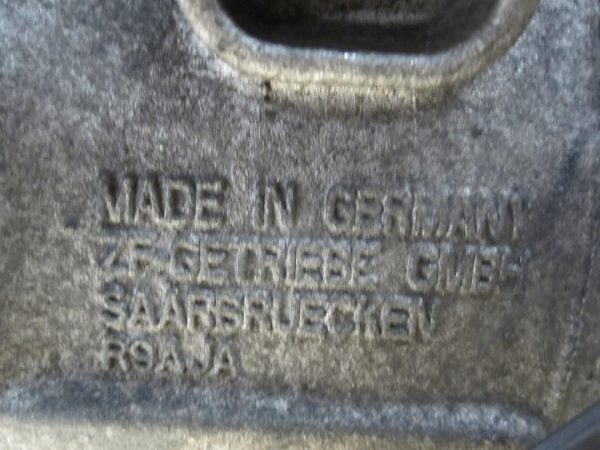 MADE IN GERMANY
ZF-GETRIEBE GMBH
SAARBRUECKEN
R9AJA